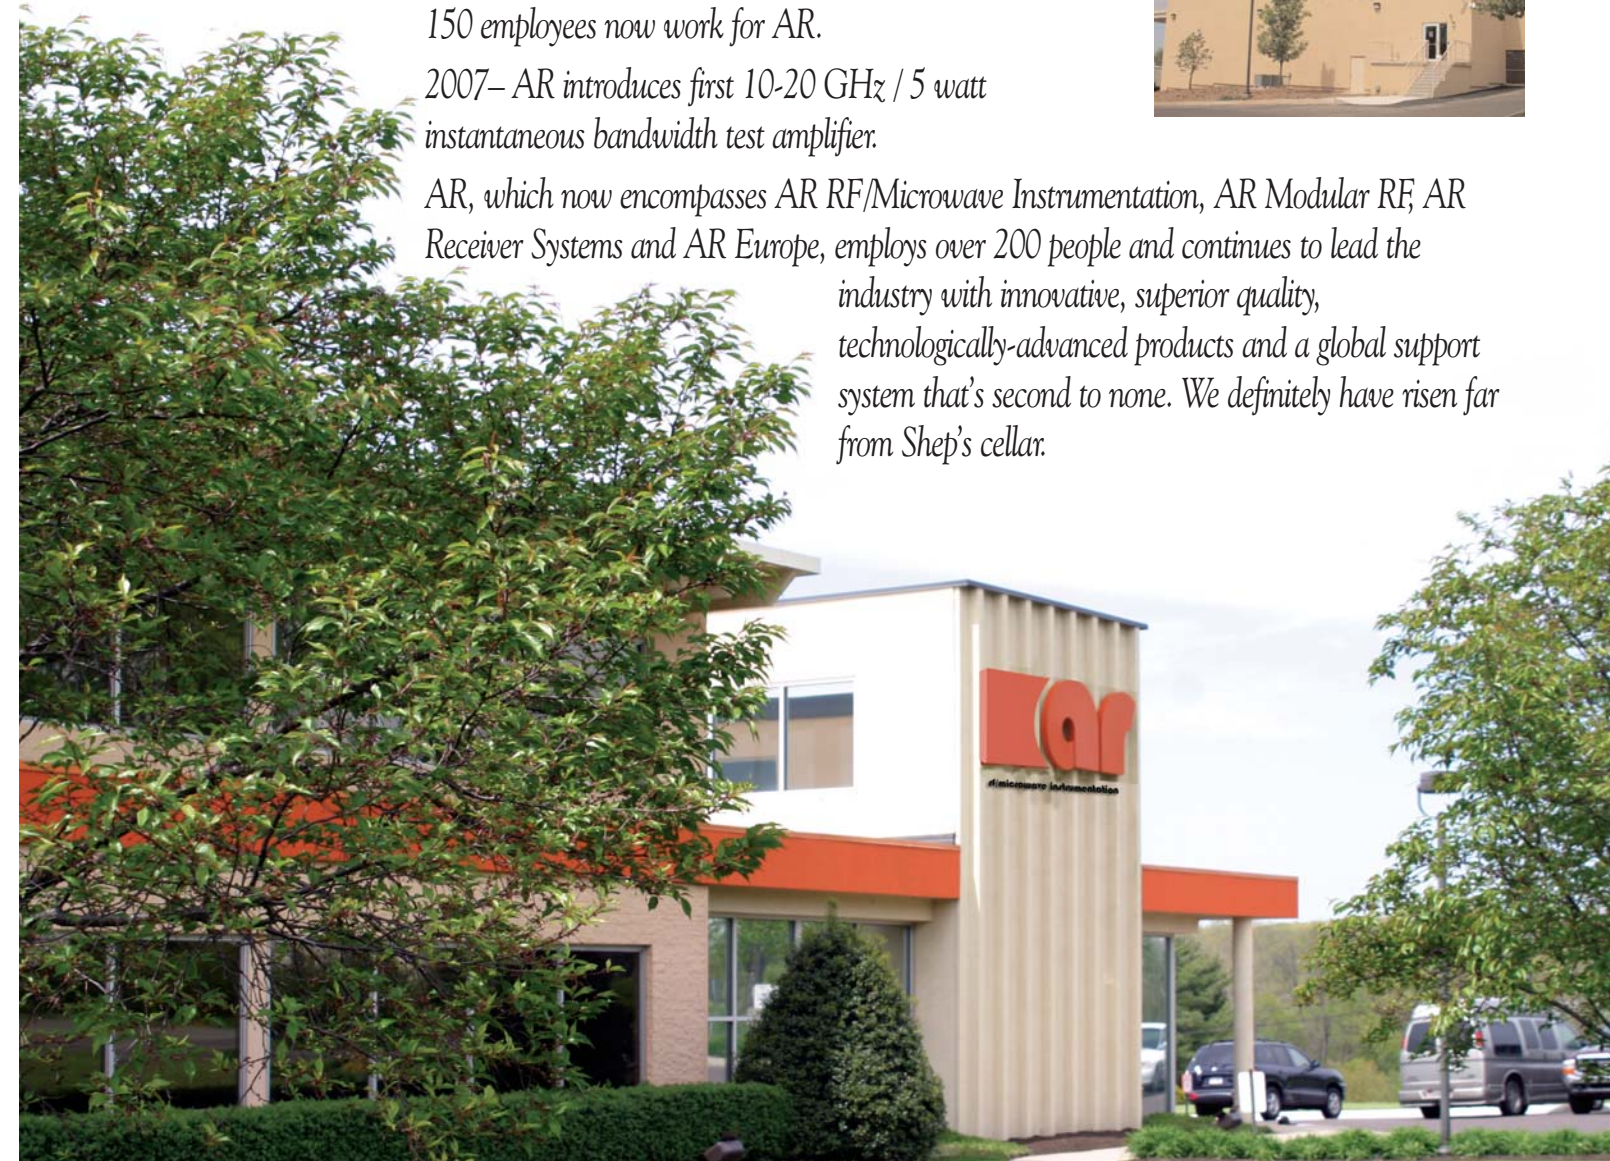 150 employees now work for AR.
2007– AR introduces first 10-20 GHz / 5 watt
instantaneous bandwidth test amplifier.
AR, which now encompasses AR RF/Microwave Instrumentation, AR Modular RF, AR
Receiver Systems and AR Europe, employs over 200 people and continues to lead the
industry with innovative, superior quality,
technologically-advanced products and a global support
system that's second to none. We definitely have risen far
from Shep's cellar.
ar
rf/microwave instrumentation